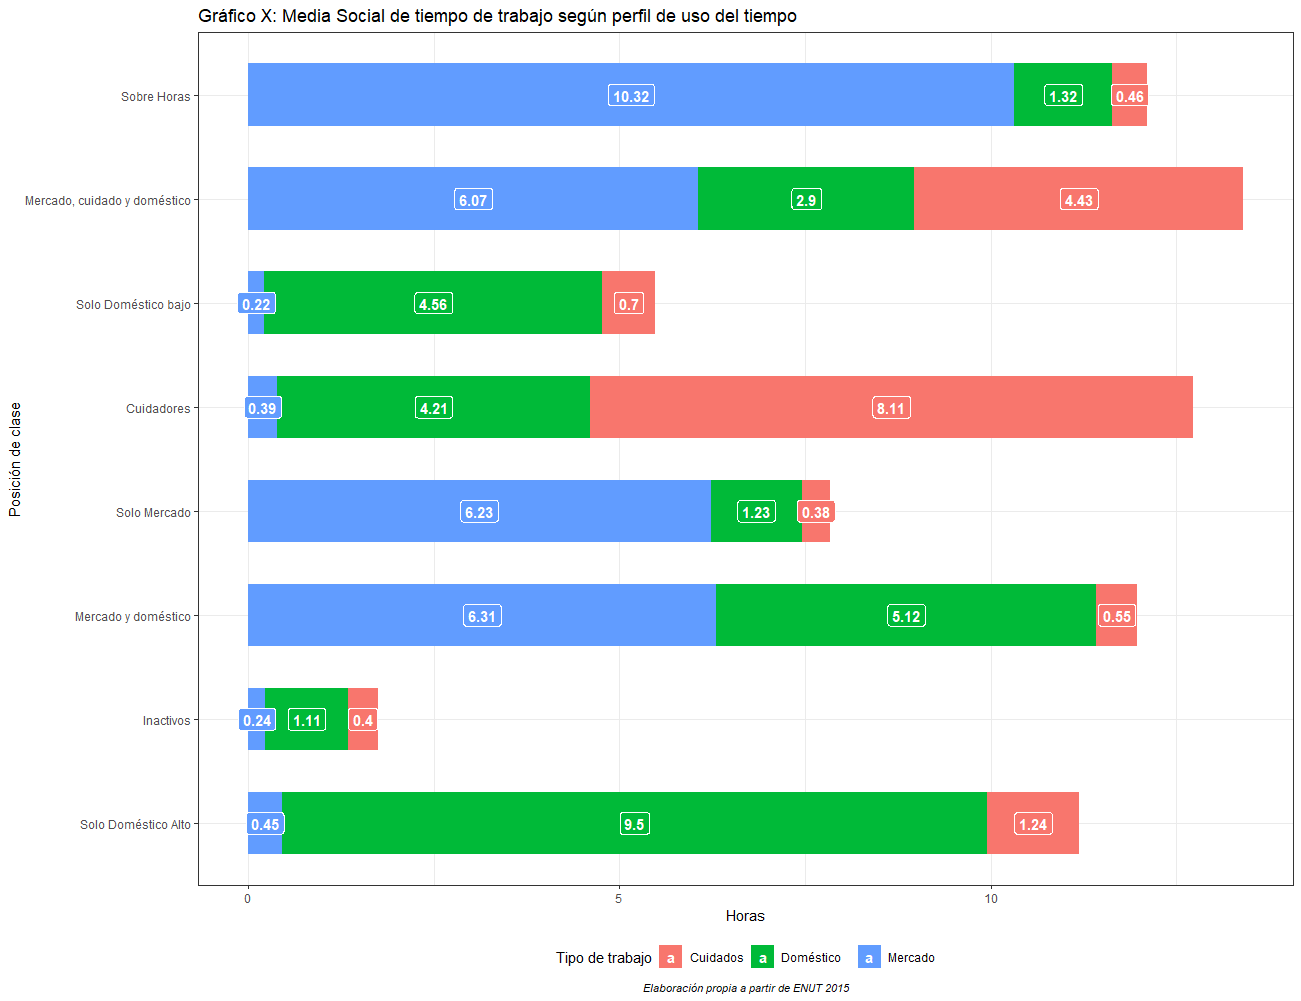 Gráfico X: Media Social de tiempo de trabajo según perfil de uso del tiempo
Posición de clase
Sobre Horas 10.32 1.32 0.46
Mercado, cuidado y doméstico 6.07 2.9 4.43
Solo Doméstico bajo 0.22 4.56 0.7
Cuidadores 0.39 4.21 8.11
Solo Mercado 6.23 1.23 0.38
Mercado y doméstico 6.31 5.12 0.55
Inactivos 0.24 1.11 0.4
Solo Doméstico Alto 0.45 9.5 1.24
0 5 10
Horas
Tipo de trabajo a Cuidados a Doméstico a Mercado
Elaboración propia a partir de ENUT 2015